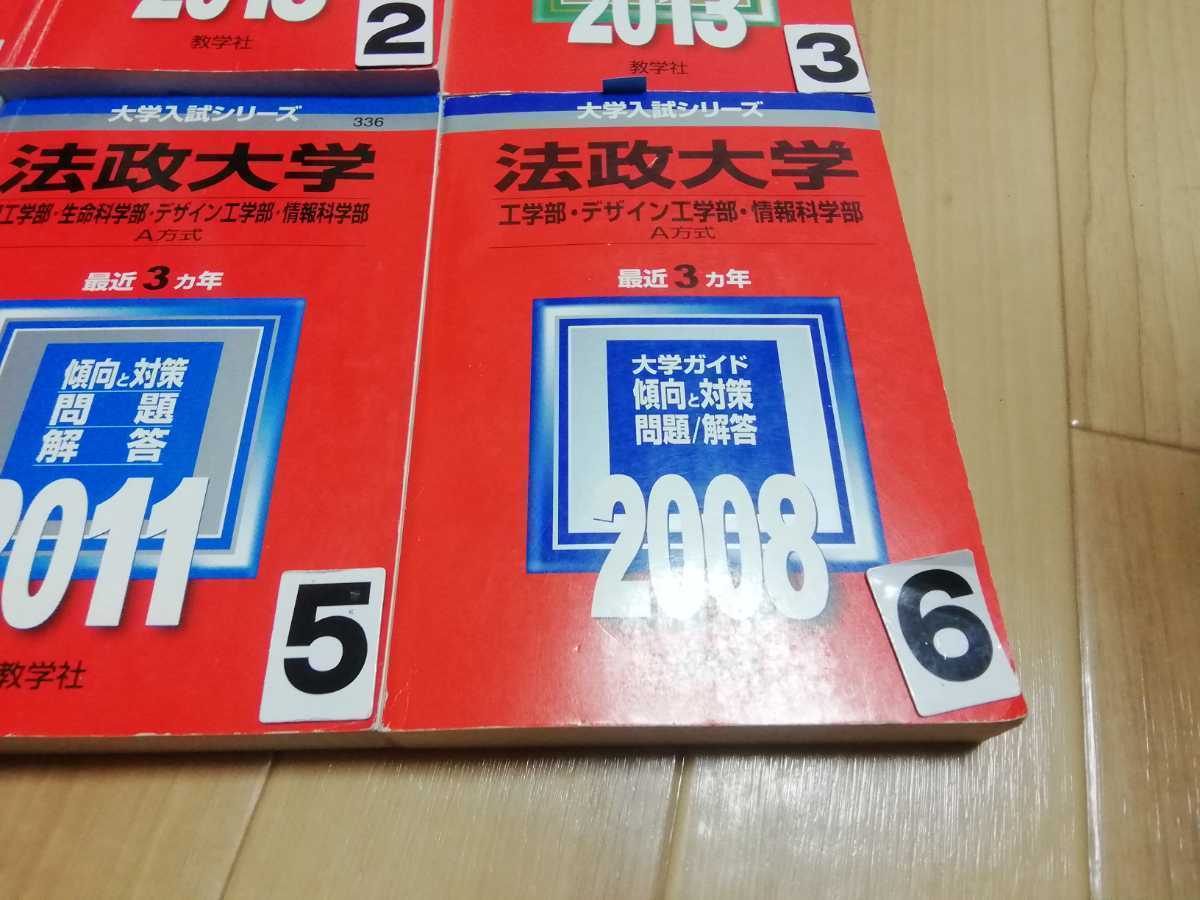 教学社
2
2013
教学社
3
大学入試シリーズ
336
法政大学
工学部・生命科学部・デザイン工学部・情報科学部
A方式
最近3カ年
傾向と対策
問題
解答
2011
5
教学社
大学入試シリーズ
法政大学
工学部・デザイン工学部・情報科学部
A方式
最近3カ年
大学ガイド
傾向と対策
問題/解答
2008
6